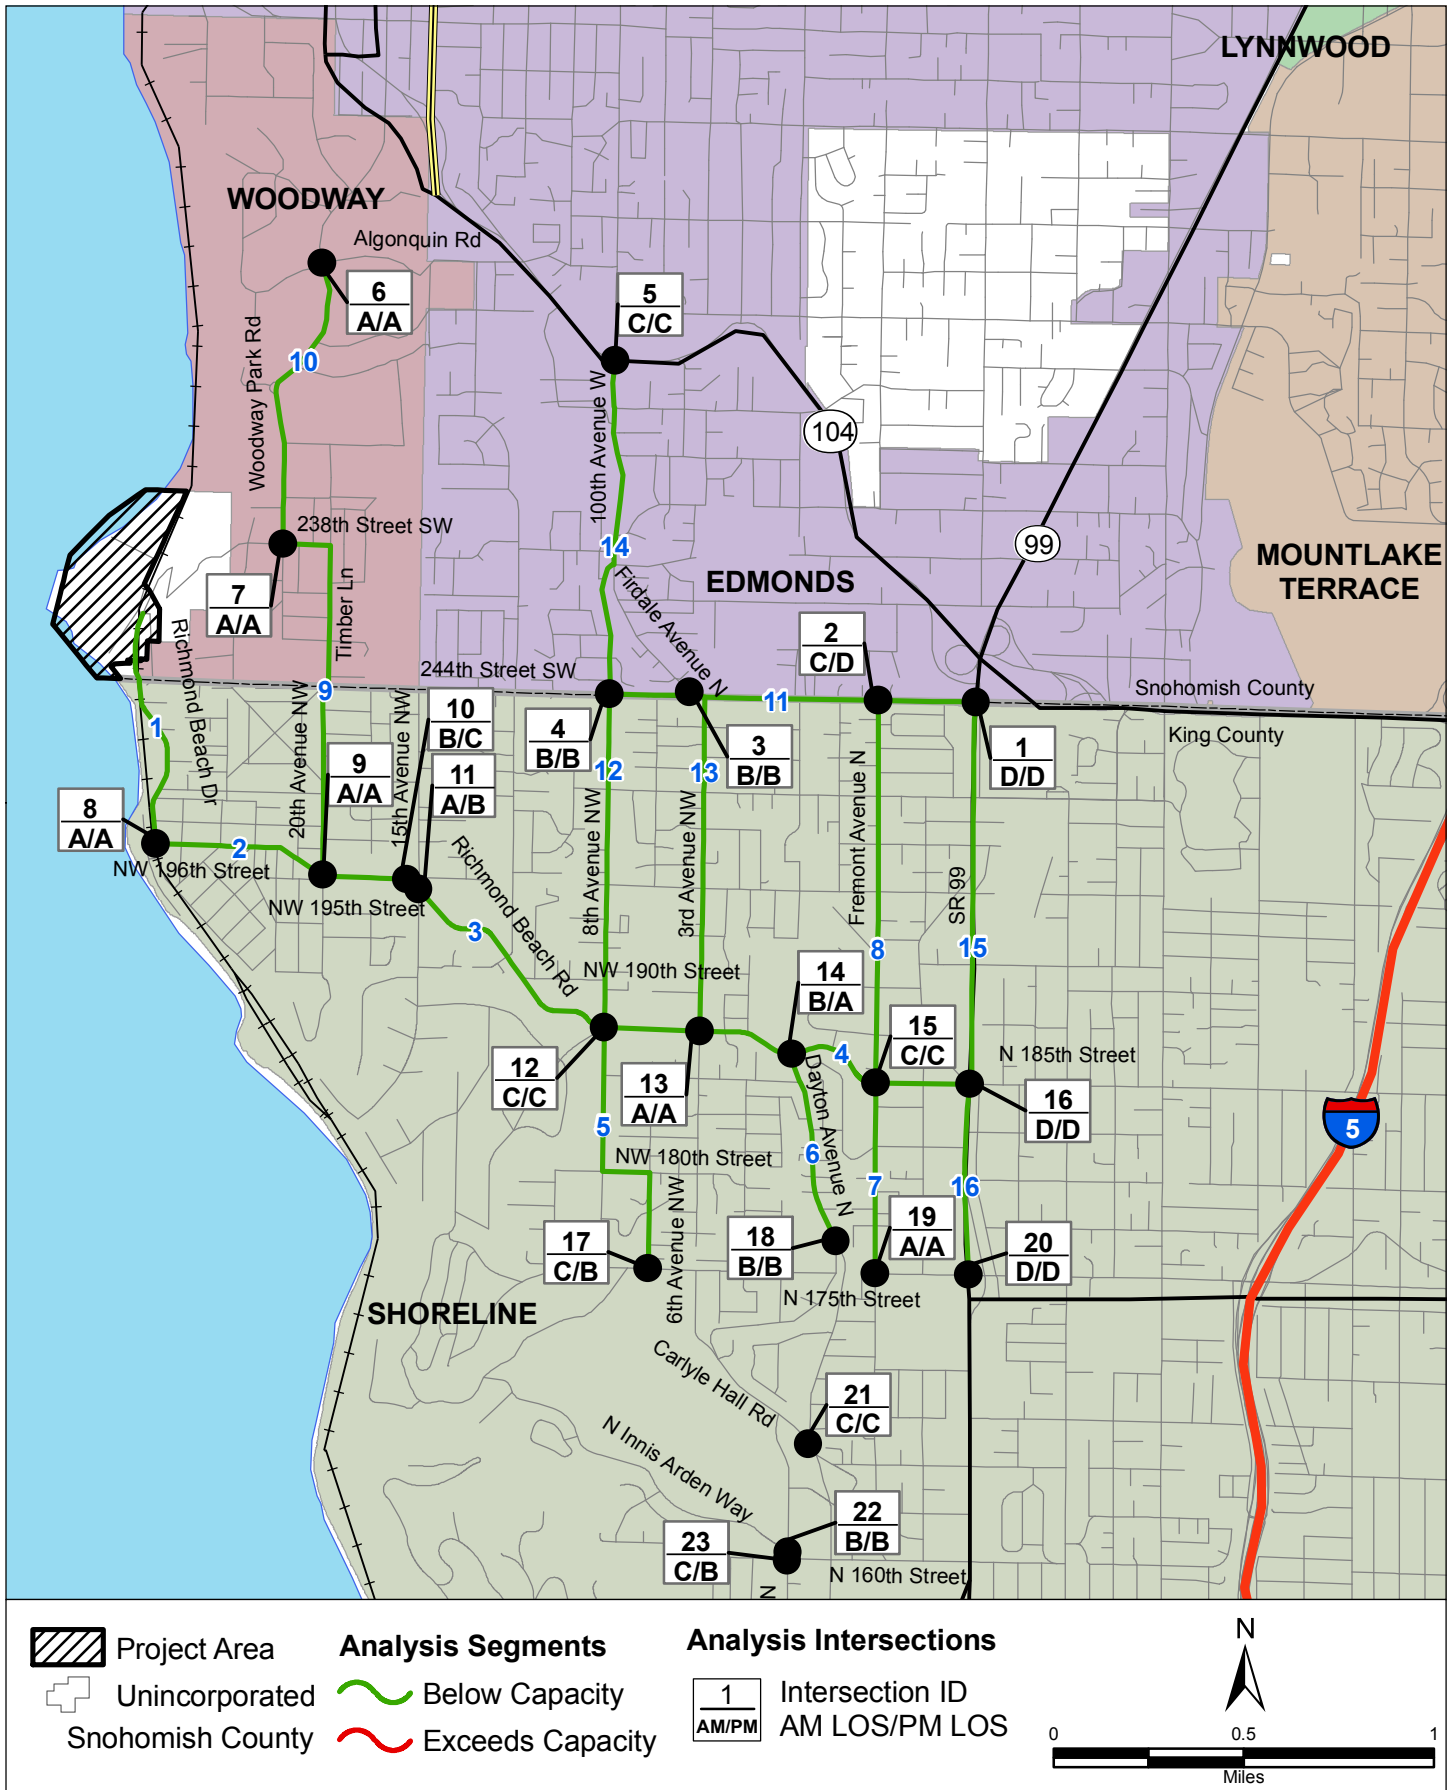 LYNNWOOD
WOODWAY
Algonquin Rd
6
A/A
5
C/C
10
Woodway Park Rd
100th Avenue W
104
99
238th Street SW
14
MOUNTLAKE
TERRACE
EDMONDS
7
A/A
Timber Ln
Firdale Avenue N
2
C/D
Richmond Beach Dr
244th Street SW
9
11
Snohomish County
King County
1
20th Avenue NW
15th Avenue NW
10
B/C
4
B/B
3
B/B
1
D/D
9
A/A
11
A/B
12
13
8
A/A
2
NW 196th Street
NW 195th Street
3
Richmond Beach Rd
8th Avenue NW
3rd Avenue NW
Fremont Avenue N
SR 99
8
15
NW 190th Street
14
B/A
15
C/C
4
N 185th Street
12
C/C
13
A/A
16
D/D
Dayton Avenue N
5
5
6
NW 180th Street
7
16
6th Avenue NW
17
C/B
18
B/B
19
A/A
20
D/D
N 175th Street
SHORELINE
Carlyle Hall Rd
21
C/C
N Innis Arden Way
22
B/B
23
C/B
N 160th Street
N
Project Area
Unincorporated
Snohomish County
Analysis Segments
Below Capacity
Exceeds Capacity
Analysis Intersections
1
AM/PM
Intersection ID
AM LOS/PM LOS
N
0 0.5 1
Miles